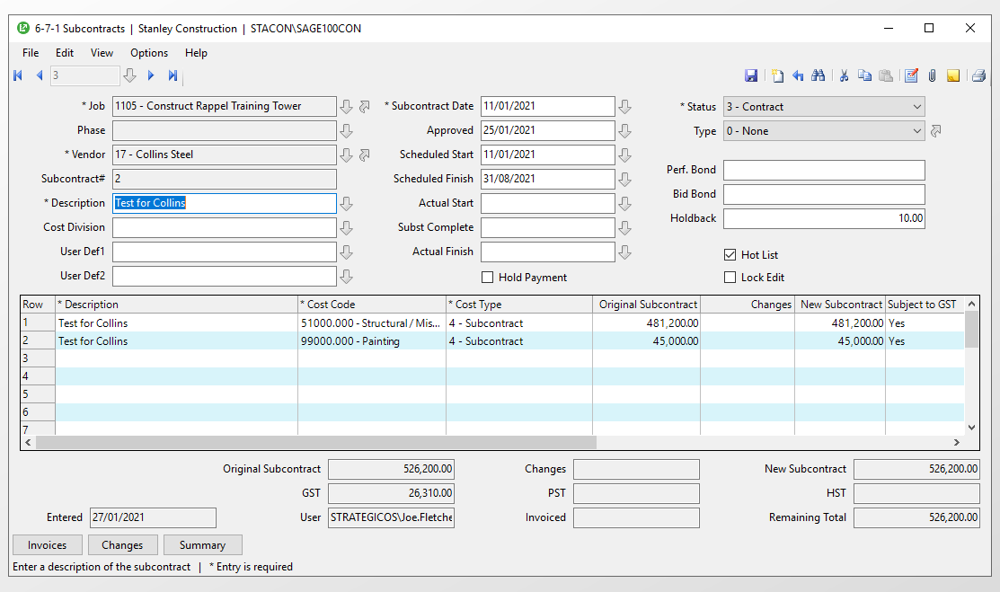 6-7-1 Subcontracts | Stanley Construction | STACON\SAGE100CON
File Edit View Options Help
3
* Job 1105 - Construct Rappel Training Tower * Subcontract Date 11/01/2021 * Status 3 - Contract
Phase Approved 25/01/2021 Type 0 - None
* Vendor 17 - Collins Steel Scheduled Start 11/01/2021
Subcontract# 2 Scheduled Finish 31/08/2021 Perf. Bond
* Description Test for Collins Actual Start Bid Bond
Cost Division Subst Complete Holdback 10.00
User Def1 Actual Finish Hot List
User Def2 Hold Payment Lock Edit
Row * Description * Cost Code * Cost Type Original Subcontract Changes New Subcontract Subject to GST
1 Test for Collins 51000.000 - Structural / Mis... 4 - Subcontract 481,200.00 481,200.00 Yes
2 Test for Collins 99000.000 - Painting 4 - Subcontract 45,000.00 45,000.00 Yes
3
4
5
6
7
Original Subcontract 526,200.00 Changes New Subcontract 526,200.00
GST 26,310.00 PST HST
Entered 27/01/2021 User STRATEGICOS\Joe.Fletche Invoiced Remaining Total 526,200.00
Invoices Changes Summary
Enter a description of the subcontract | * Entry is required